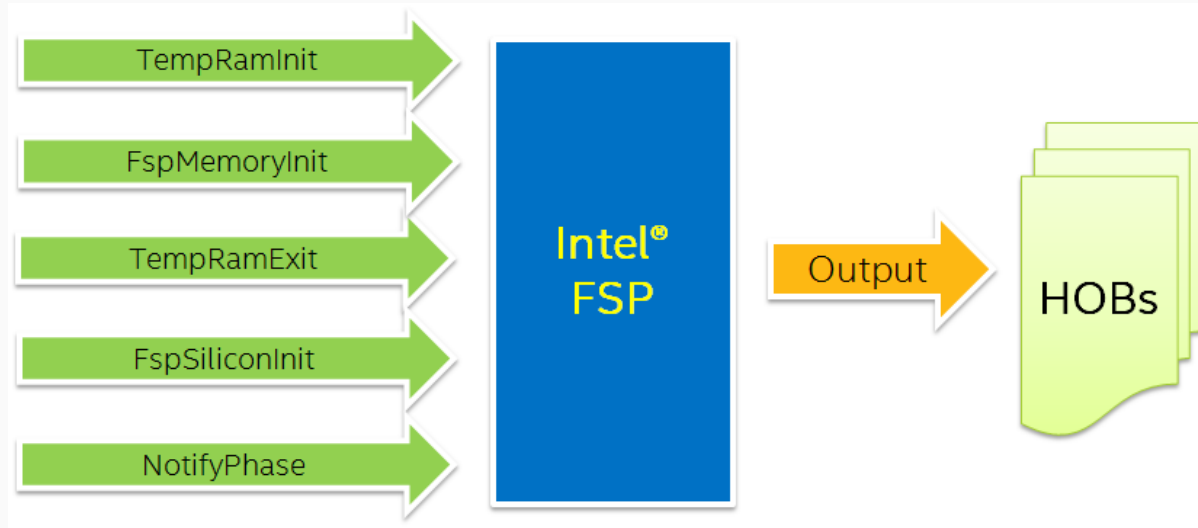 TempRamInit
FspMemoryInit
TempRamExit
FspSiliconInit
NotifyPhase
Intel®
FSP
Output
HOBs